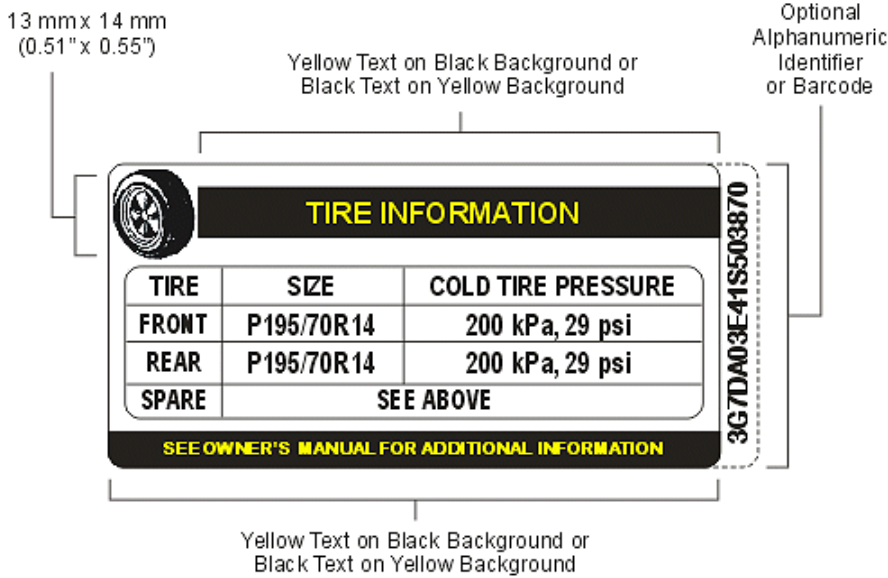 13 mm x 14 mm
(0.51" x 0.55")
Yellow Text on Black Background or
Black Text on Yellow Background
Optional
Alphanumeric
Identifier
or Barcode
TIRE INFORMATION
TIRE SIZE COLD TIRE PRESSURE
FRONT P195/70R14 200 kPa, 29 psi
REAR P195/70R14 200 kPa, 29 psi
SPARE SEE ABOVE
SEE OWNER'S MANUAL FOR ADDITIONAL INFORMATION
3G7DA03E41S503870
Yellow Text on Black Background or
Black Text on Yellow Background